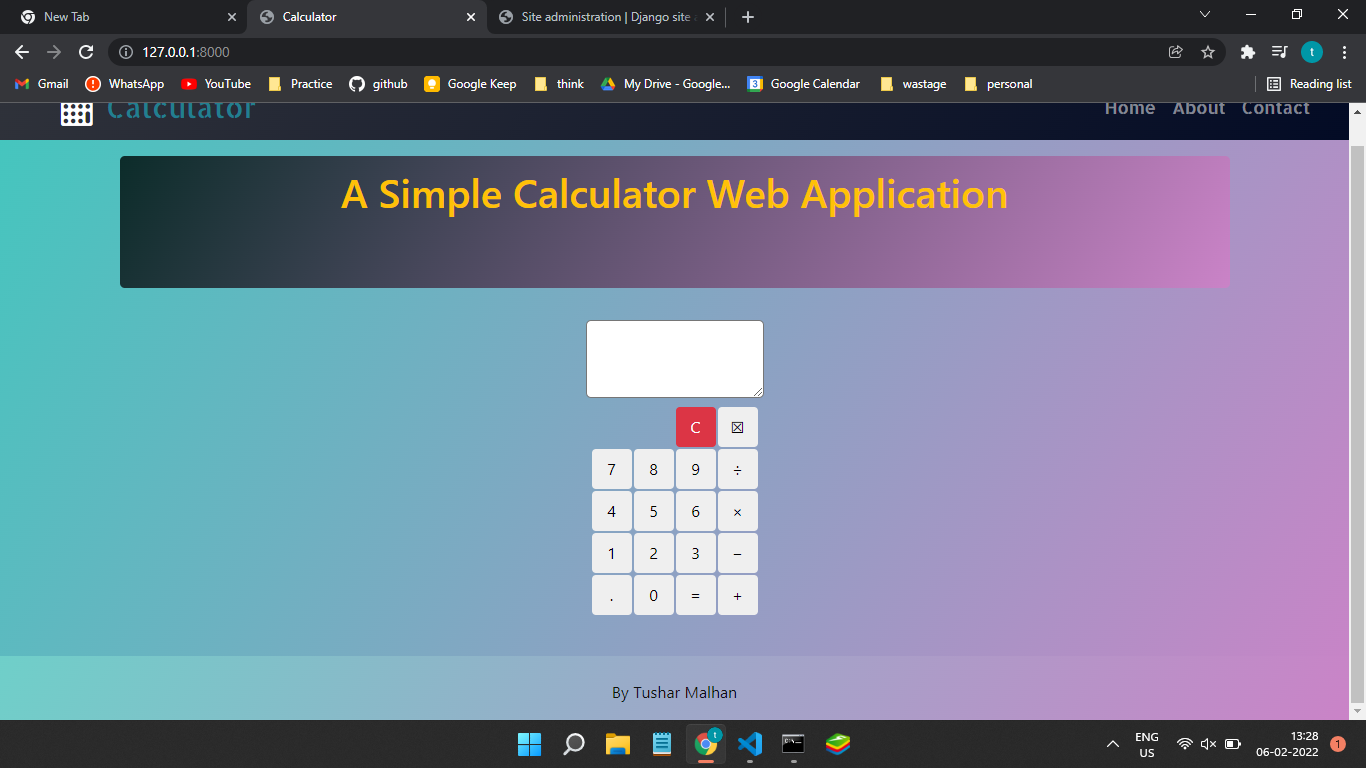 New Tab
Calculator
Site administration | Django site
127.0.0.1:8000
t
Gmail
WhatsApp
YouTube
Practice
github
Google Keep
think
My Drive - Google...
3
Google Calendar
wastage
personal
Reading list
Calculator
Home About Contact
A Simple Calculator Web Application
C ☒
7 8 9 ÷
4 5 6 ×
1 2 3 −
. 0 = +
By Tushar Malhan
t
ENG
US
13:28
06-02-2022
1